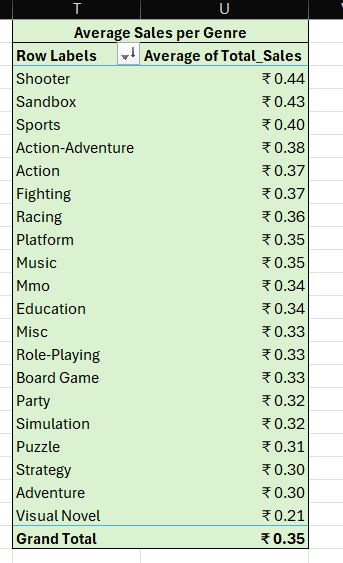 T U
Average Sales per Genre
Row Labels Average of Total_Sales
Shooter ₹ 0.44
Sandbox ₹ 0.43
Sports ₹ 0.40
Action-Adventure ₹ 0.38
Action ₹ 0.37
Fighting ₹ 0.37
Racing ₹ 0.36
Platform ₹ 0.35
Music ₹ 0.35
Mmo ₹ 0.34
Education ₹ 0.34
Misc ₹ 0.33
Role-Playing ₹ 0.33
Board Game ₹ 0.33
Party ₹ 0.32
Simulation ₹ 0.32
Puzzle ₹ 0.31
Strategy ₹ 0.30
Adventure ₹ 0.30
Visual Novel ₹ 0.21
Grand Total ₹ 0.35